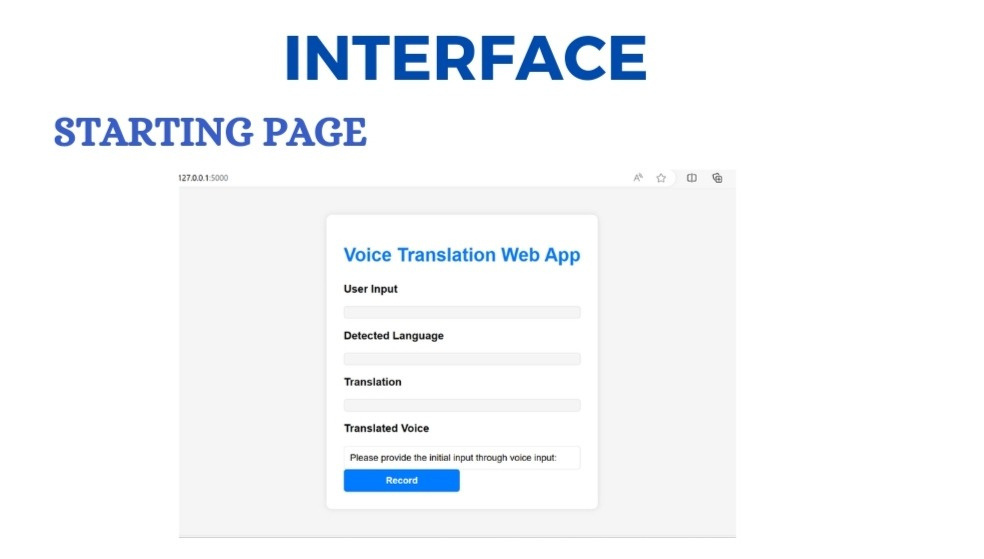 INTERFACE
STARTING PAGE
127.0.0.1:5000
Voice Translation Web App
User Input
Detected Language
Translation
Translated Voice
Please provide the initial input through voice input:
Record